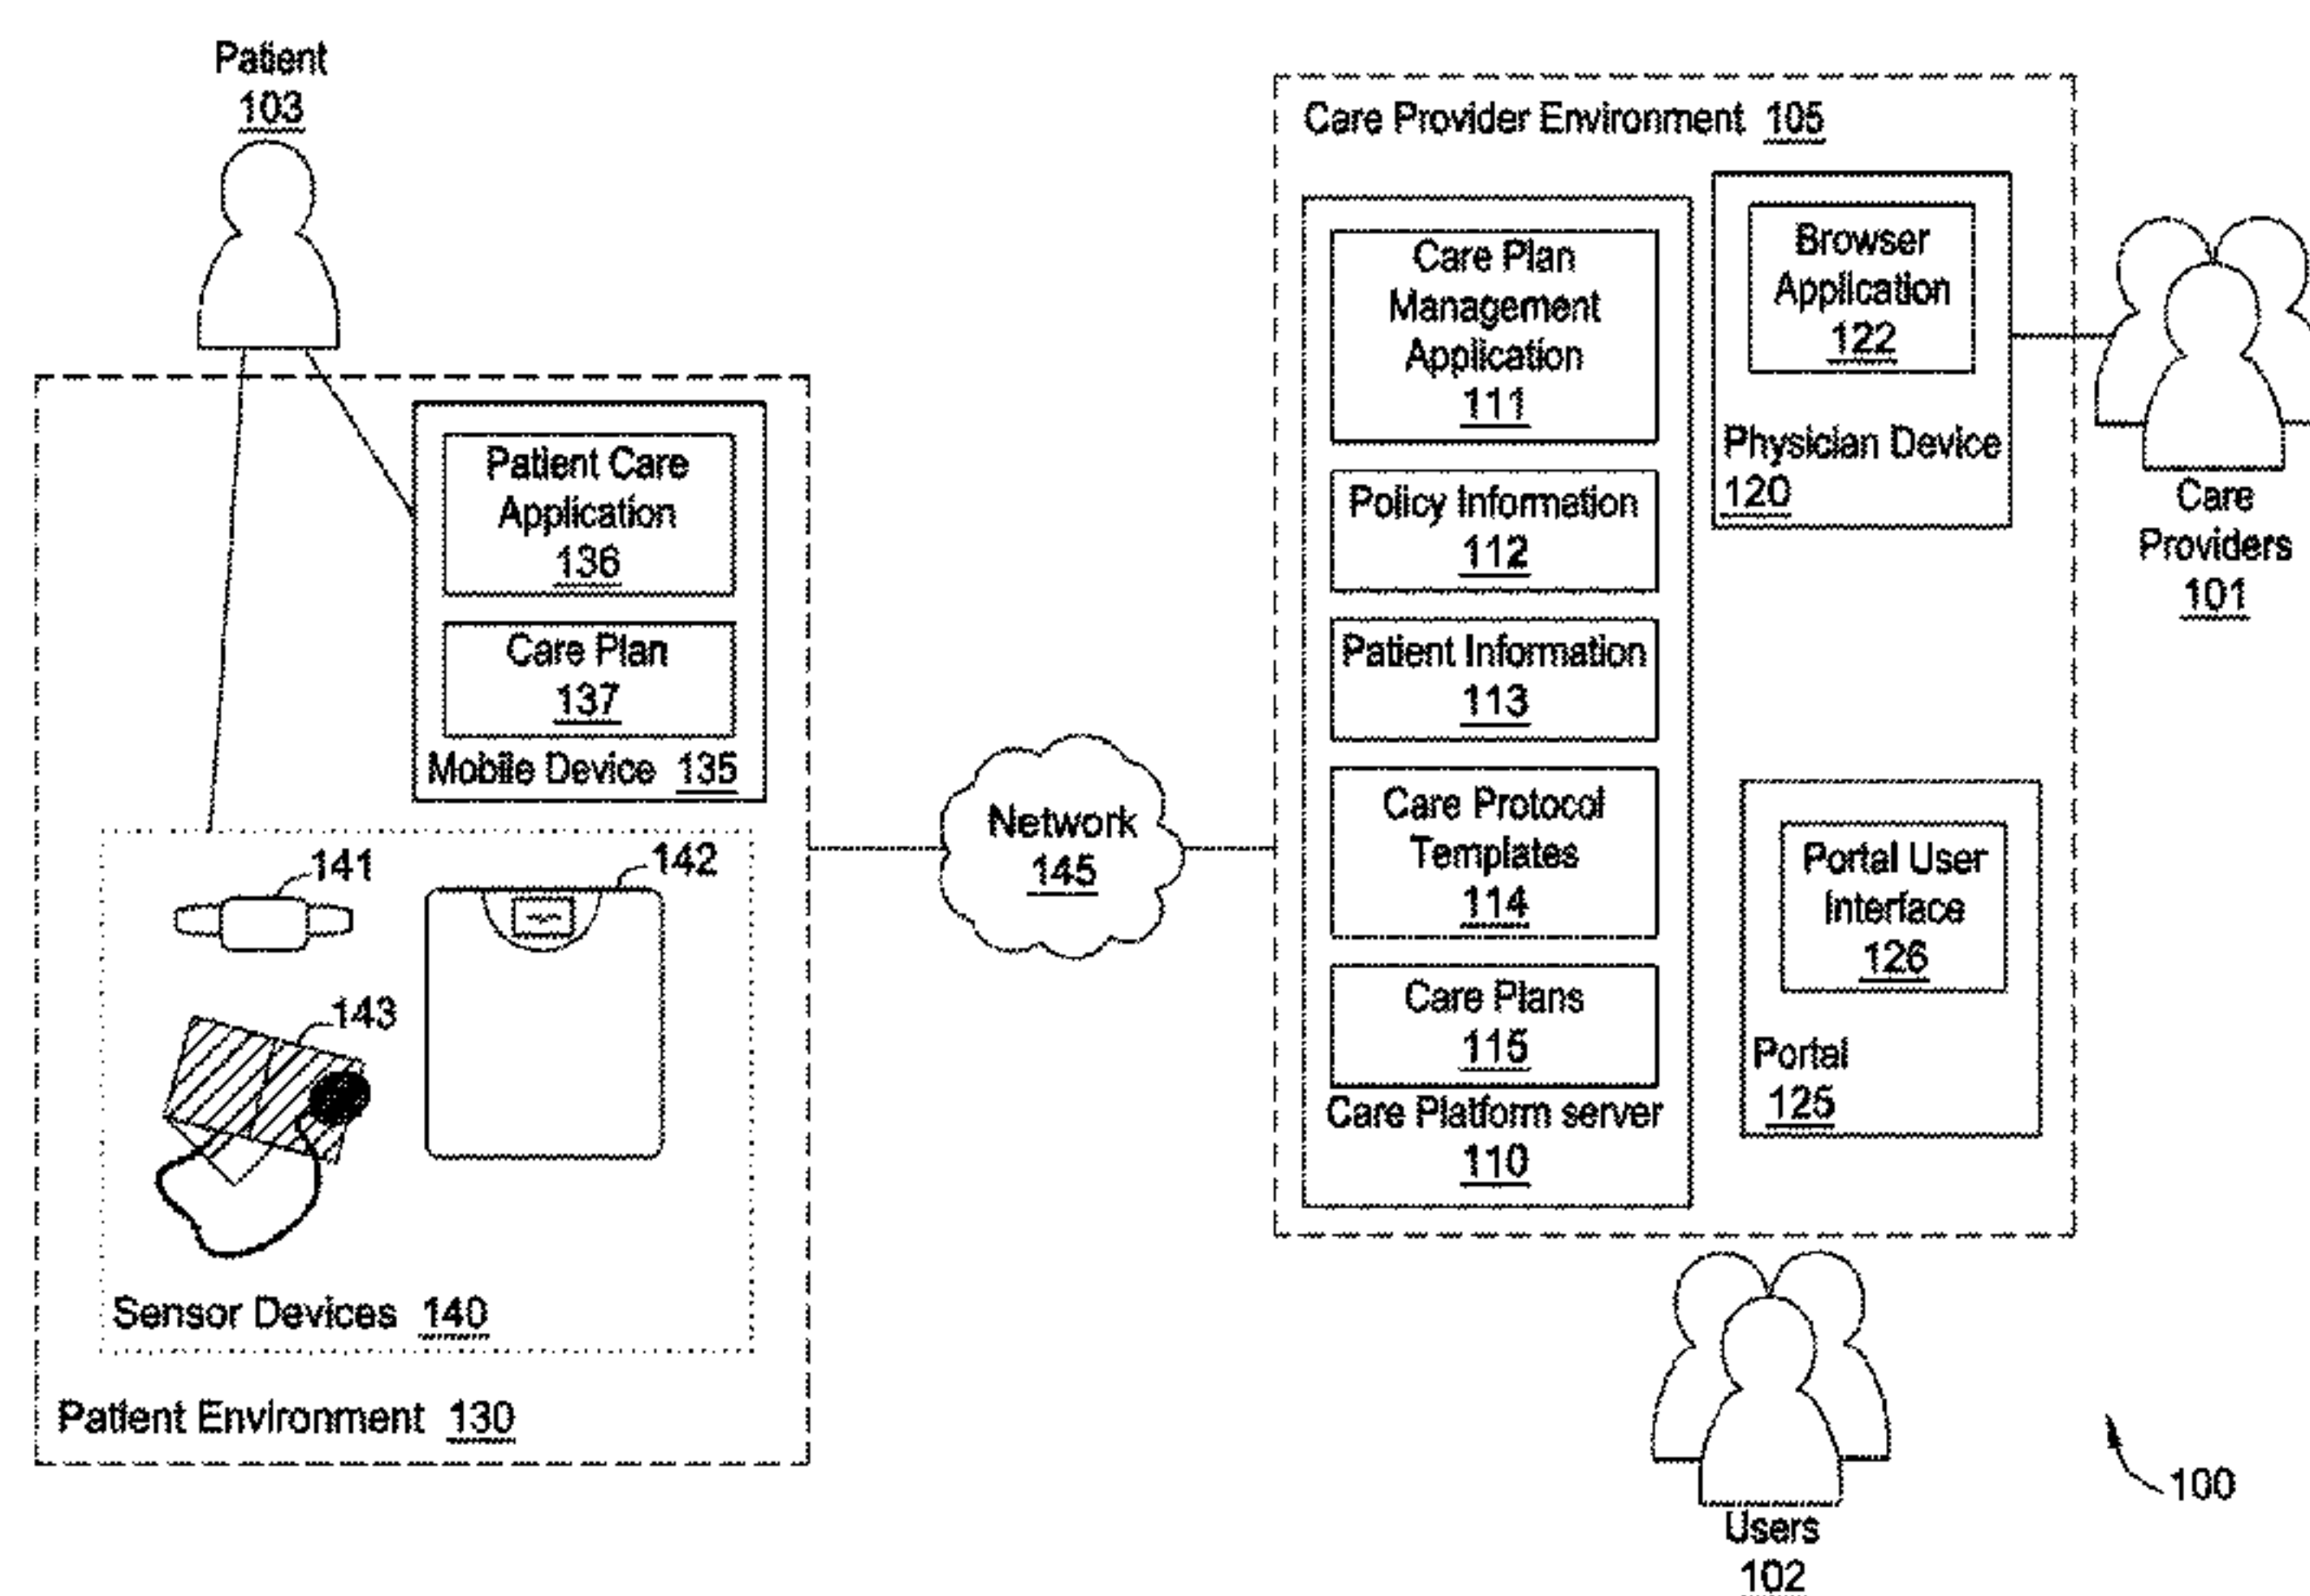 Patient
103
Patient Care
Application
136
Care Plan
137
Mobile Device 135
141
142
143
Sensor Devices 140
Patient Environment 130
Network
145
Care Provider Environment 105
Care Plan
Management
Application
111
Policy Information
112
Patient Information
113
Care Protocol
Templates
114
Care Plans
115
Care Platform server
110
Browser
Application
122
Physician Device
120
Portal User
Interface
126
Portal
125
Care
Providers
101
Users
102
100